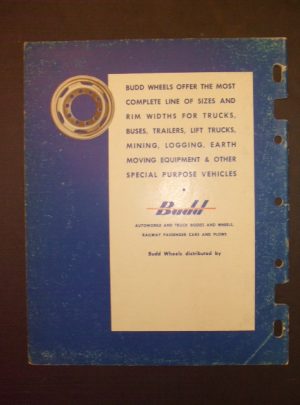 BUDD WHEELS OFFER THE MOST
COMPLETE LINE OF SIZES AND
RIM WIDTHS FOR TRUCKS,
BUSES, TRAILERS, LIFT TRUCKS,
MINING, LOGGING, EARTH
MOVING EQUIPMENT & OTHER
SPECIAL PURPOSE VEHICLES
Budd
AUTOMOBILE AND TRUCK BODIES AND WHEELS,
RAILWAY PASSENGER CARS AND PLOWS
Budd Wheels distributed by